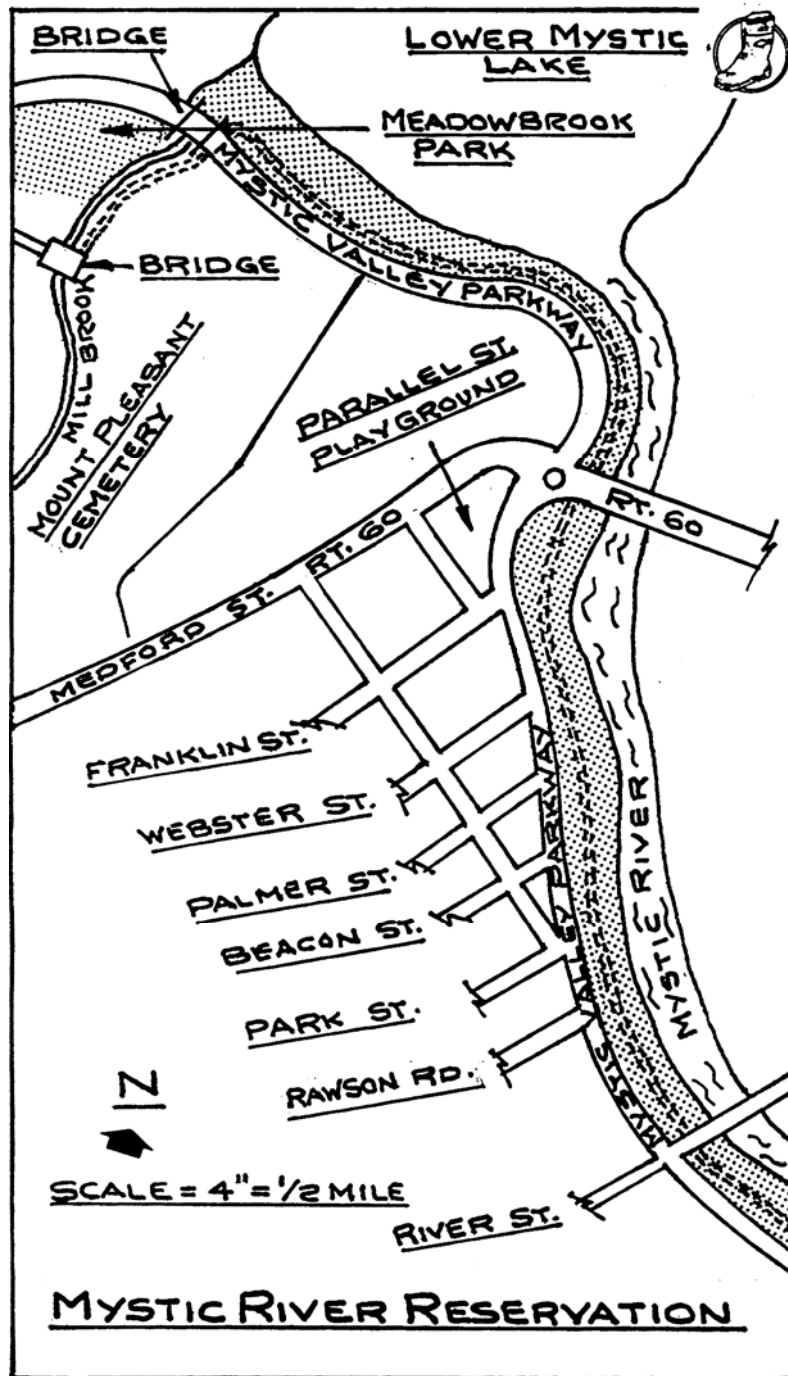 BRIDGE
LOWER MYSTIC
LAKE
MEADOWBROOK
PARK
MYSTIC VALLEY PARKWAY
BRIDGE
MILL BROOK
MOUNT PLEASANT
CEMETERY
PARALLEL ST.
PLAYGROUND
RT. 60
MEDFORD ST. RT. 60
FRANKLIN ST.
WEBSTER ST.
PALMER ST.
BEACON ST.
PARK ST.
RAWSON RD.
MYSTIC VALLEY PARKWAY
MYSTIC RIVER
N
SCALE = 4" = 1/2 MILE
RIVER ST.
MYSTIC RIVER RESERVATION